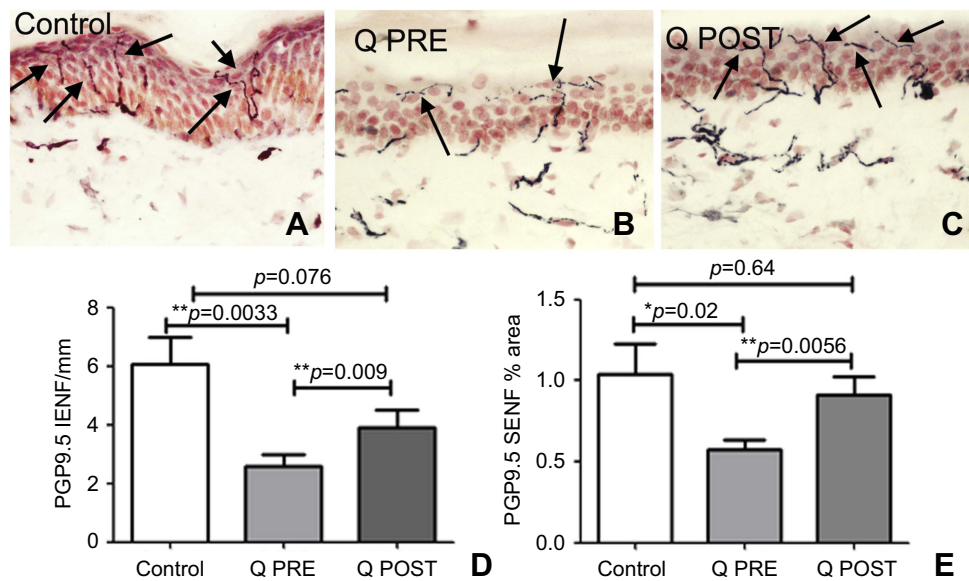 Control
Q PRE
Q POST
A
B
C
p=0.076
**p=0.0033
**p=0.009
PGP9.5 IENF/mm
8
6
4
2
0
Control
Q PRE
Q POST
D
p=0.64
*p=0.02
**p=0.0056
PGP9.5 SENF % area
1.5
1.0
0.5
0.0
Control
Q PRE
Q POST
E